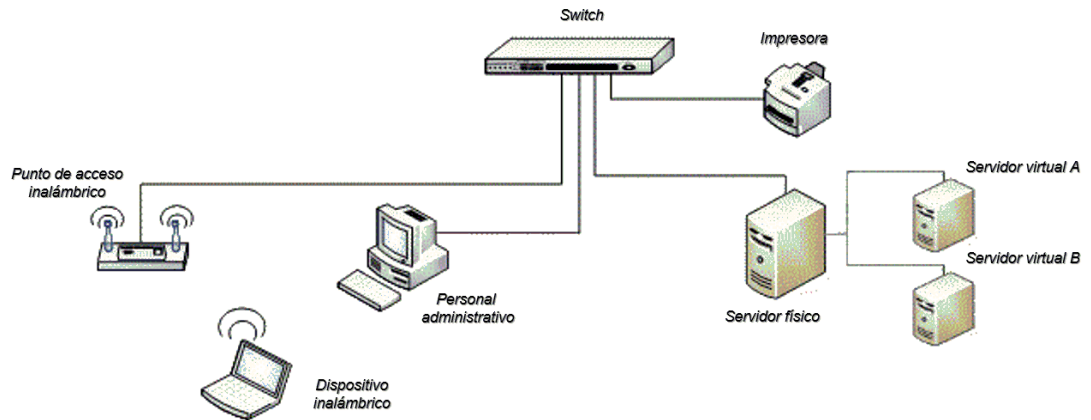 Switch
Impresora
Punto de acceso
inalámbrico
Servidor virtual A
Servidor virtual B
Personal
administrativo
Servidor físico
Dispositivo
inalámbrico